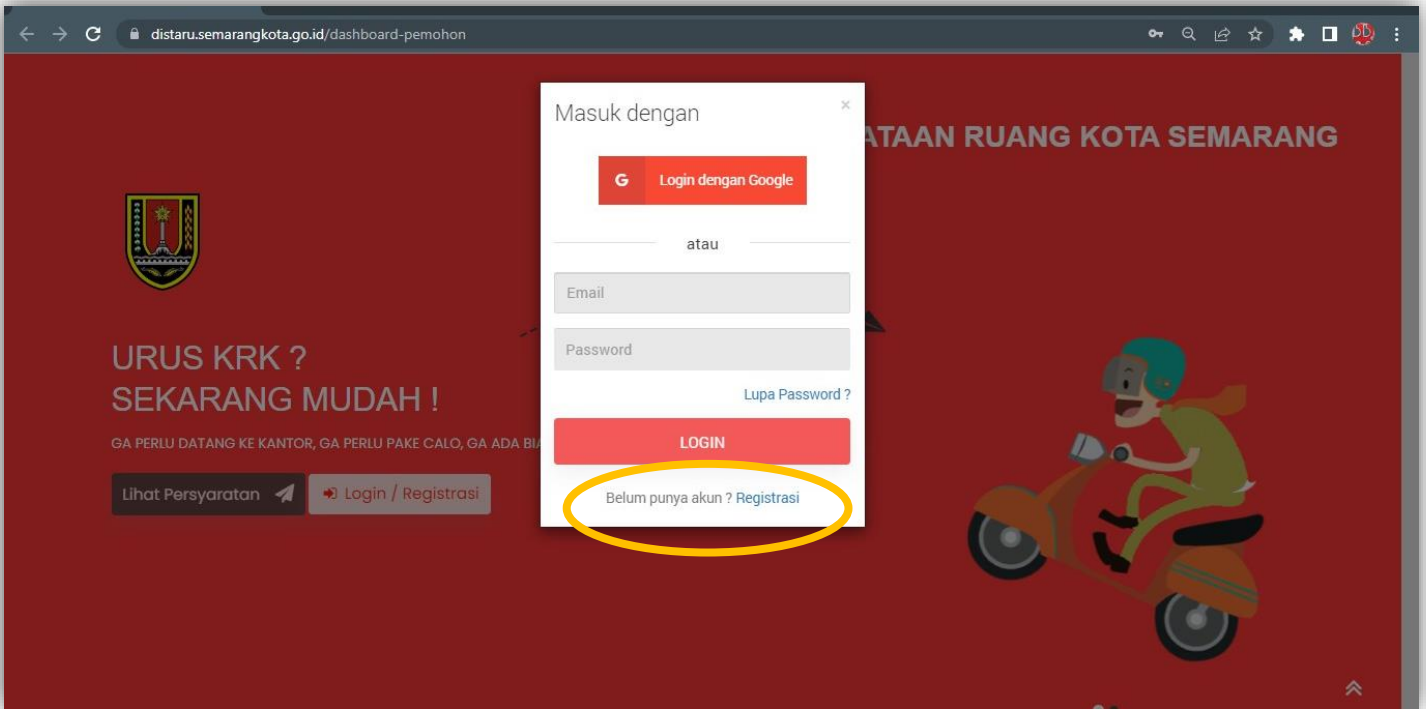 distaru.semarangkota.go.id/dashboard-pemohon
Masuk dengan
×
ATAAN RUANG KOTA SEMARANG
G Login dengan Google
atau
Email
Password
Lupa Password ?
LOGIN
Belum punya akun ? Registrasi
URUS KRK ?
SEKARANG MUDAH !
GA PERLU DATANG KE KANTOR, GA PERLU PAKE CALO, GA ADA BIA
Lihat Persyaratan
Login / Registrasi